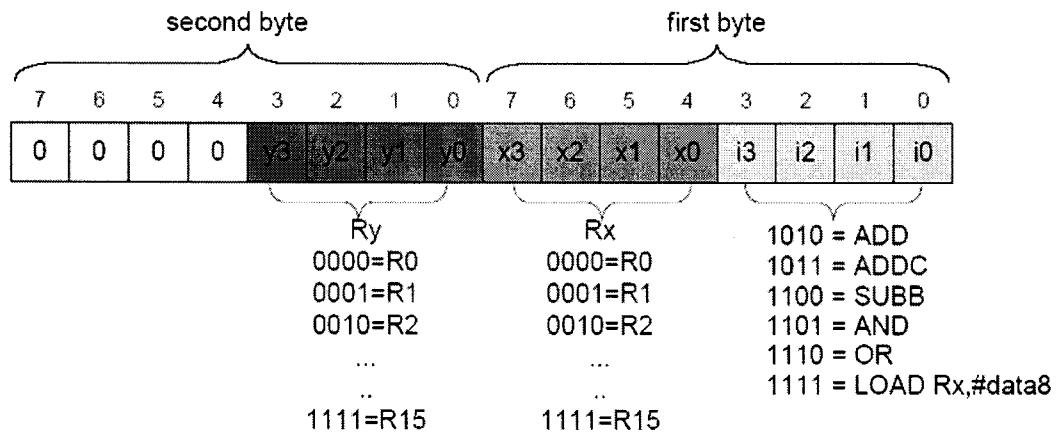 second byte first byte
7 6 5 4 3 2 1 0 7 6 5 4 3 2 1 0
0 0 0 0 y3 y2 y1 y0 x3 x2 x1 x0 i3 i2 i1 i0
Ry Rx 1010 = ADD
0000=R0 0000=R0 1011 = ADDC
0001=R1 0001=R1 1100 = SUBB
0010=R2 0010=R2 1101 = AND
... ... 1110 = OR
.. .. 1111 = LOAD Rx,#data8
1111=R15 1111=R15